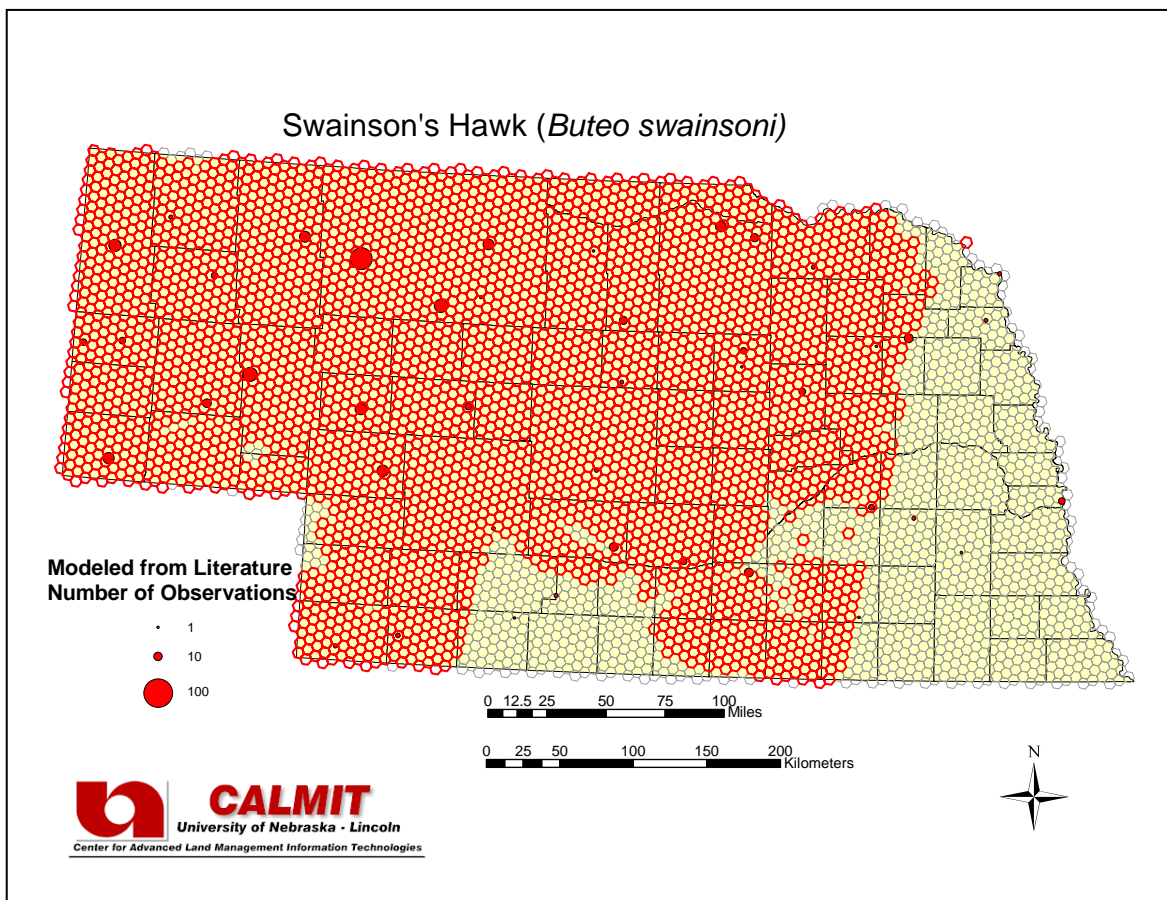 Swainson's Hawk (Buteo swainsoni)
Modeled from Literature
Number of Observations
1
10
100
0 12.5 25 50 75 100
Miles
0 25 50 100 150 200
Kilometers
N
CALMIT
University of Nebraska - Lincoln
Center for Advanced Land Management Information Technologies